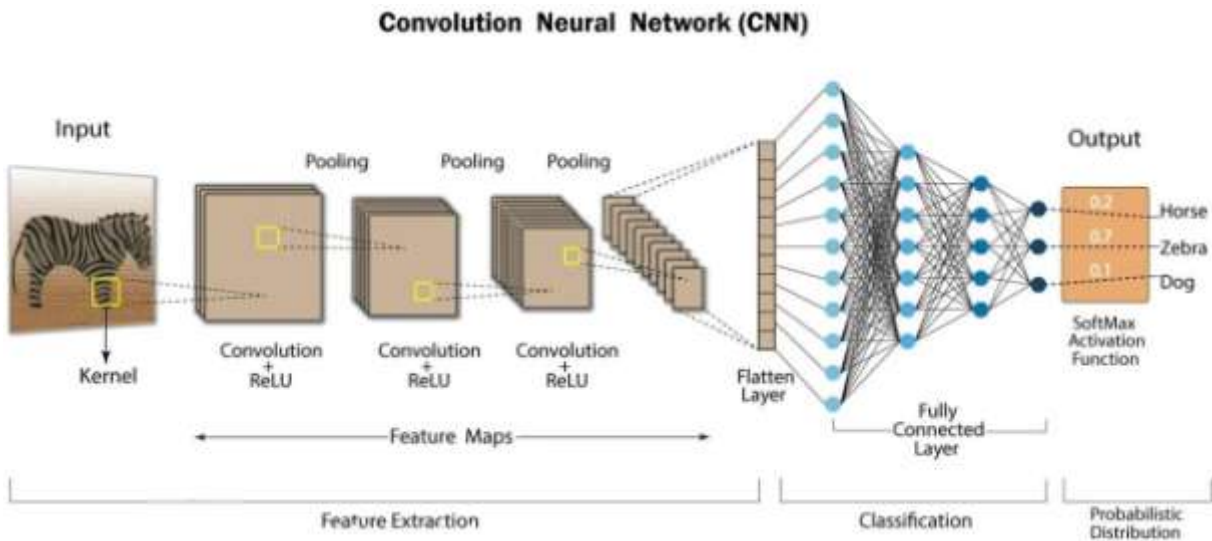 Convolution Neural Network (CNN)
Input
Output
Pooling
Pooling
Pooling
Kernel
Convolution
+
ReLU
Convolution
+
ReLU
Convolution
+
ReLU
Flatten
Layer
0.2
0.7
0.1
Horse
Zebra
Dog
SoftMax
Activation
Function
Feature Maps
Fully
Connected
Layer
Feature Extraction
Classification
Probabilistic
Distribution